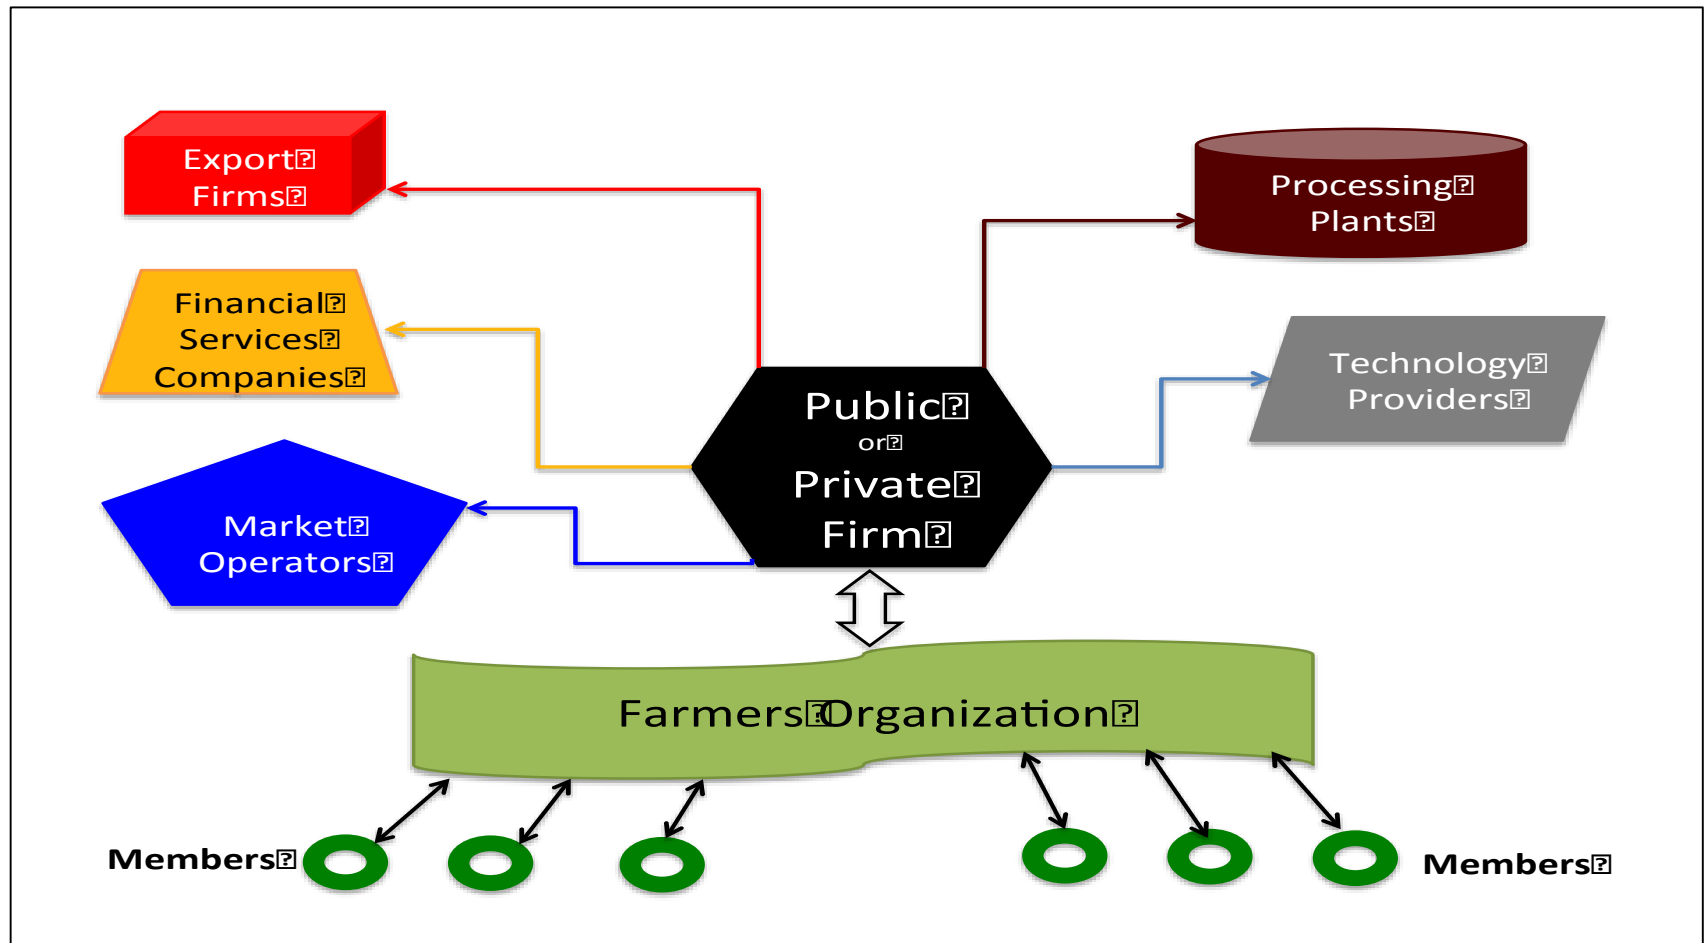 Export
Firms
Processing
Plants
Financial
Services
Companies
Technology
Providers
Public
or
Private
Firm
Market
Operators
Farmers Organization
Members
Members